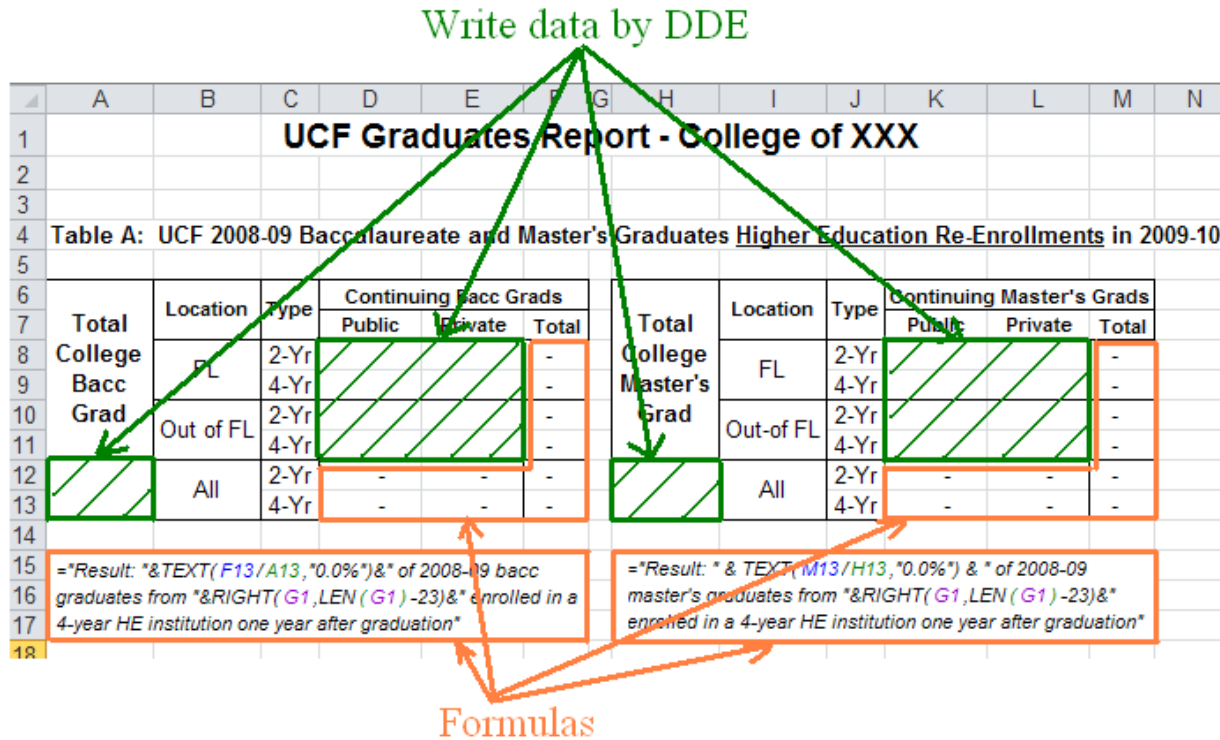 Write data by DDE
A B C D E F G H I J K L M N
1 UCF Graduates Report - College of XXX
2
3
4 Table A: UCF 2008-09 Baccalaureate and Master's Graduates Higher Education Re-Enrollments in 2009-10
5
6 Location Type Continuing Bacc Grads Location Type Continuing Master's Grads
7 Total Public Private Total Total Public Private Total
8 College FL 2-Yr - College FL 2-Yr -
9 Bacc 4-Yr - Master's 4-Yr -
10 Grad Out of FL 2-Yr - Grad Out-of FL 2-Yr -
11 4-Yr - 4-Yr -
12 All 2-Yr - - - All 2-Yr - - -
13 4-Yr - - - 4-Yr - - -
14
15 ="Result: "&TEXT(F13/A13,"0.0%")&" of 2008-09 bacc ="Result: " & TEXT(M13/H13,"0.0%") & " of 2008-09
16 graduates from "&RIGHT(G1,LEN(G1)-23)&" enrolled in a master's graduates from "&RIGHT(G1,LEN(G1)-23)&"
17 4-year HE institution one year after graduation" enrolled in a 4-year HE institution one year after graduation"
18
Formulas